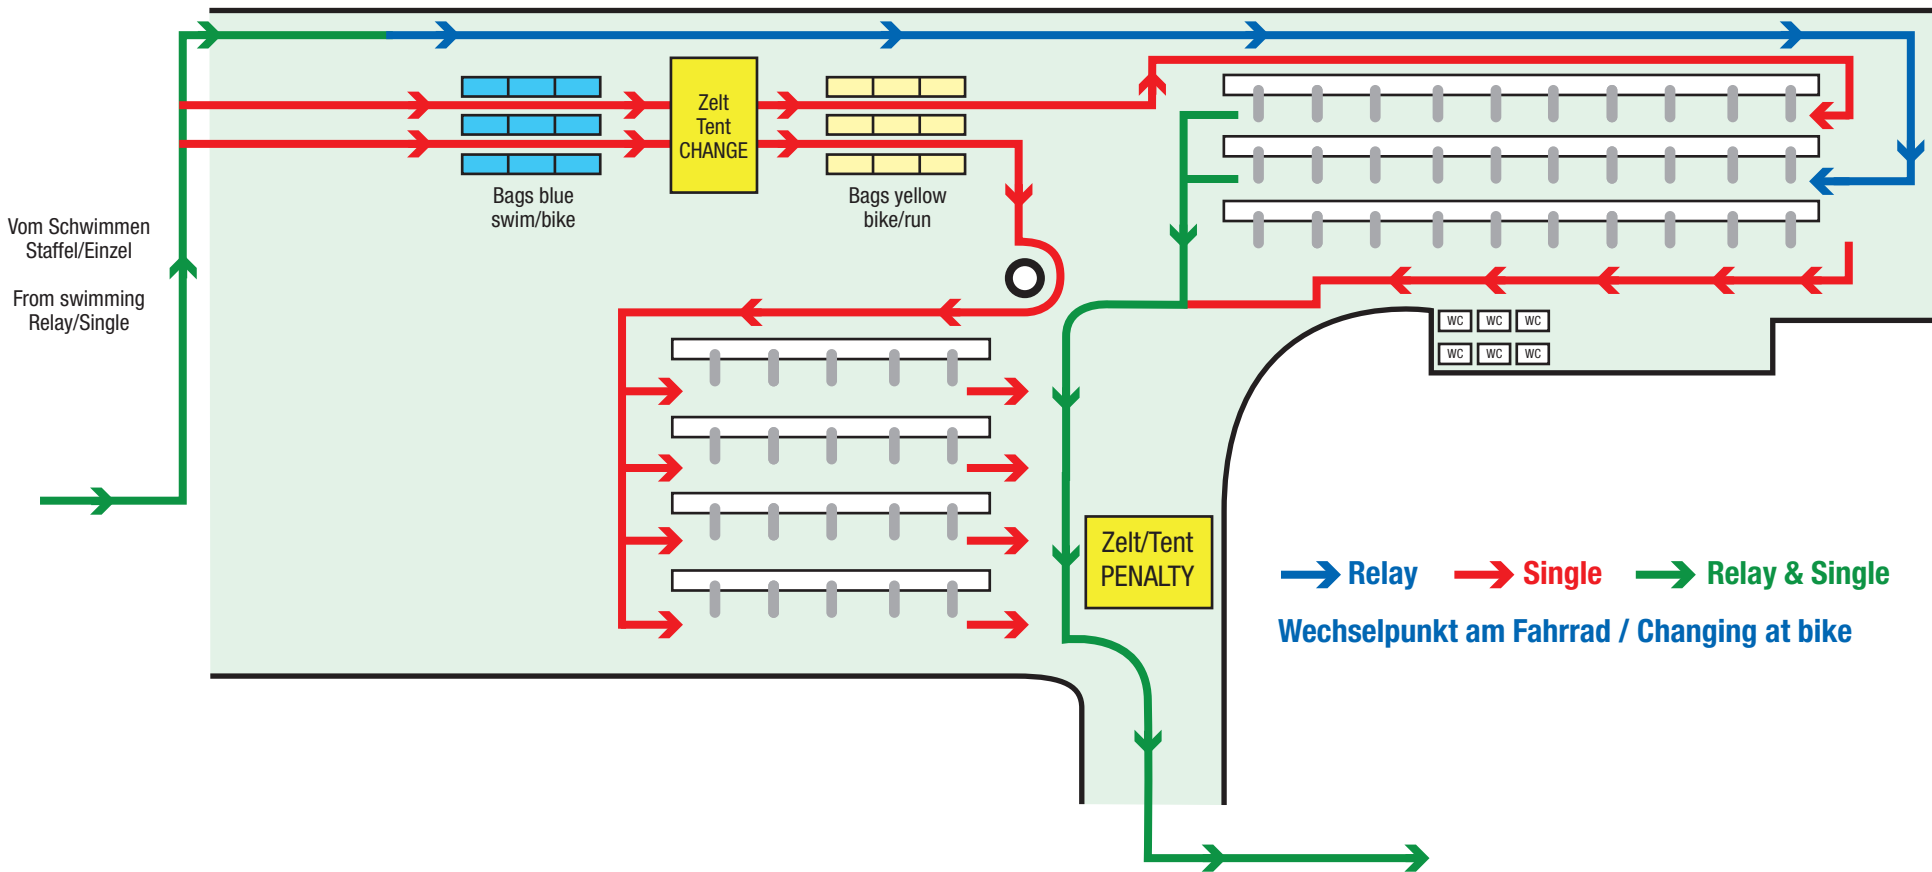 Zelt
Tent
CHANGE
Bags blue
swim/bike
Bags yellow
bike/run
Vom Schwimmen
Staffel/Einzel
From swimming
Relay/Single
WC WC WC
WC WC WC
Zelt/Tent
PENALTY
Relay Single Relay & Single
Wechselpunkt am Fahrrad / Changing at bike